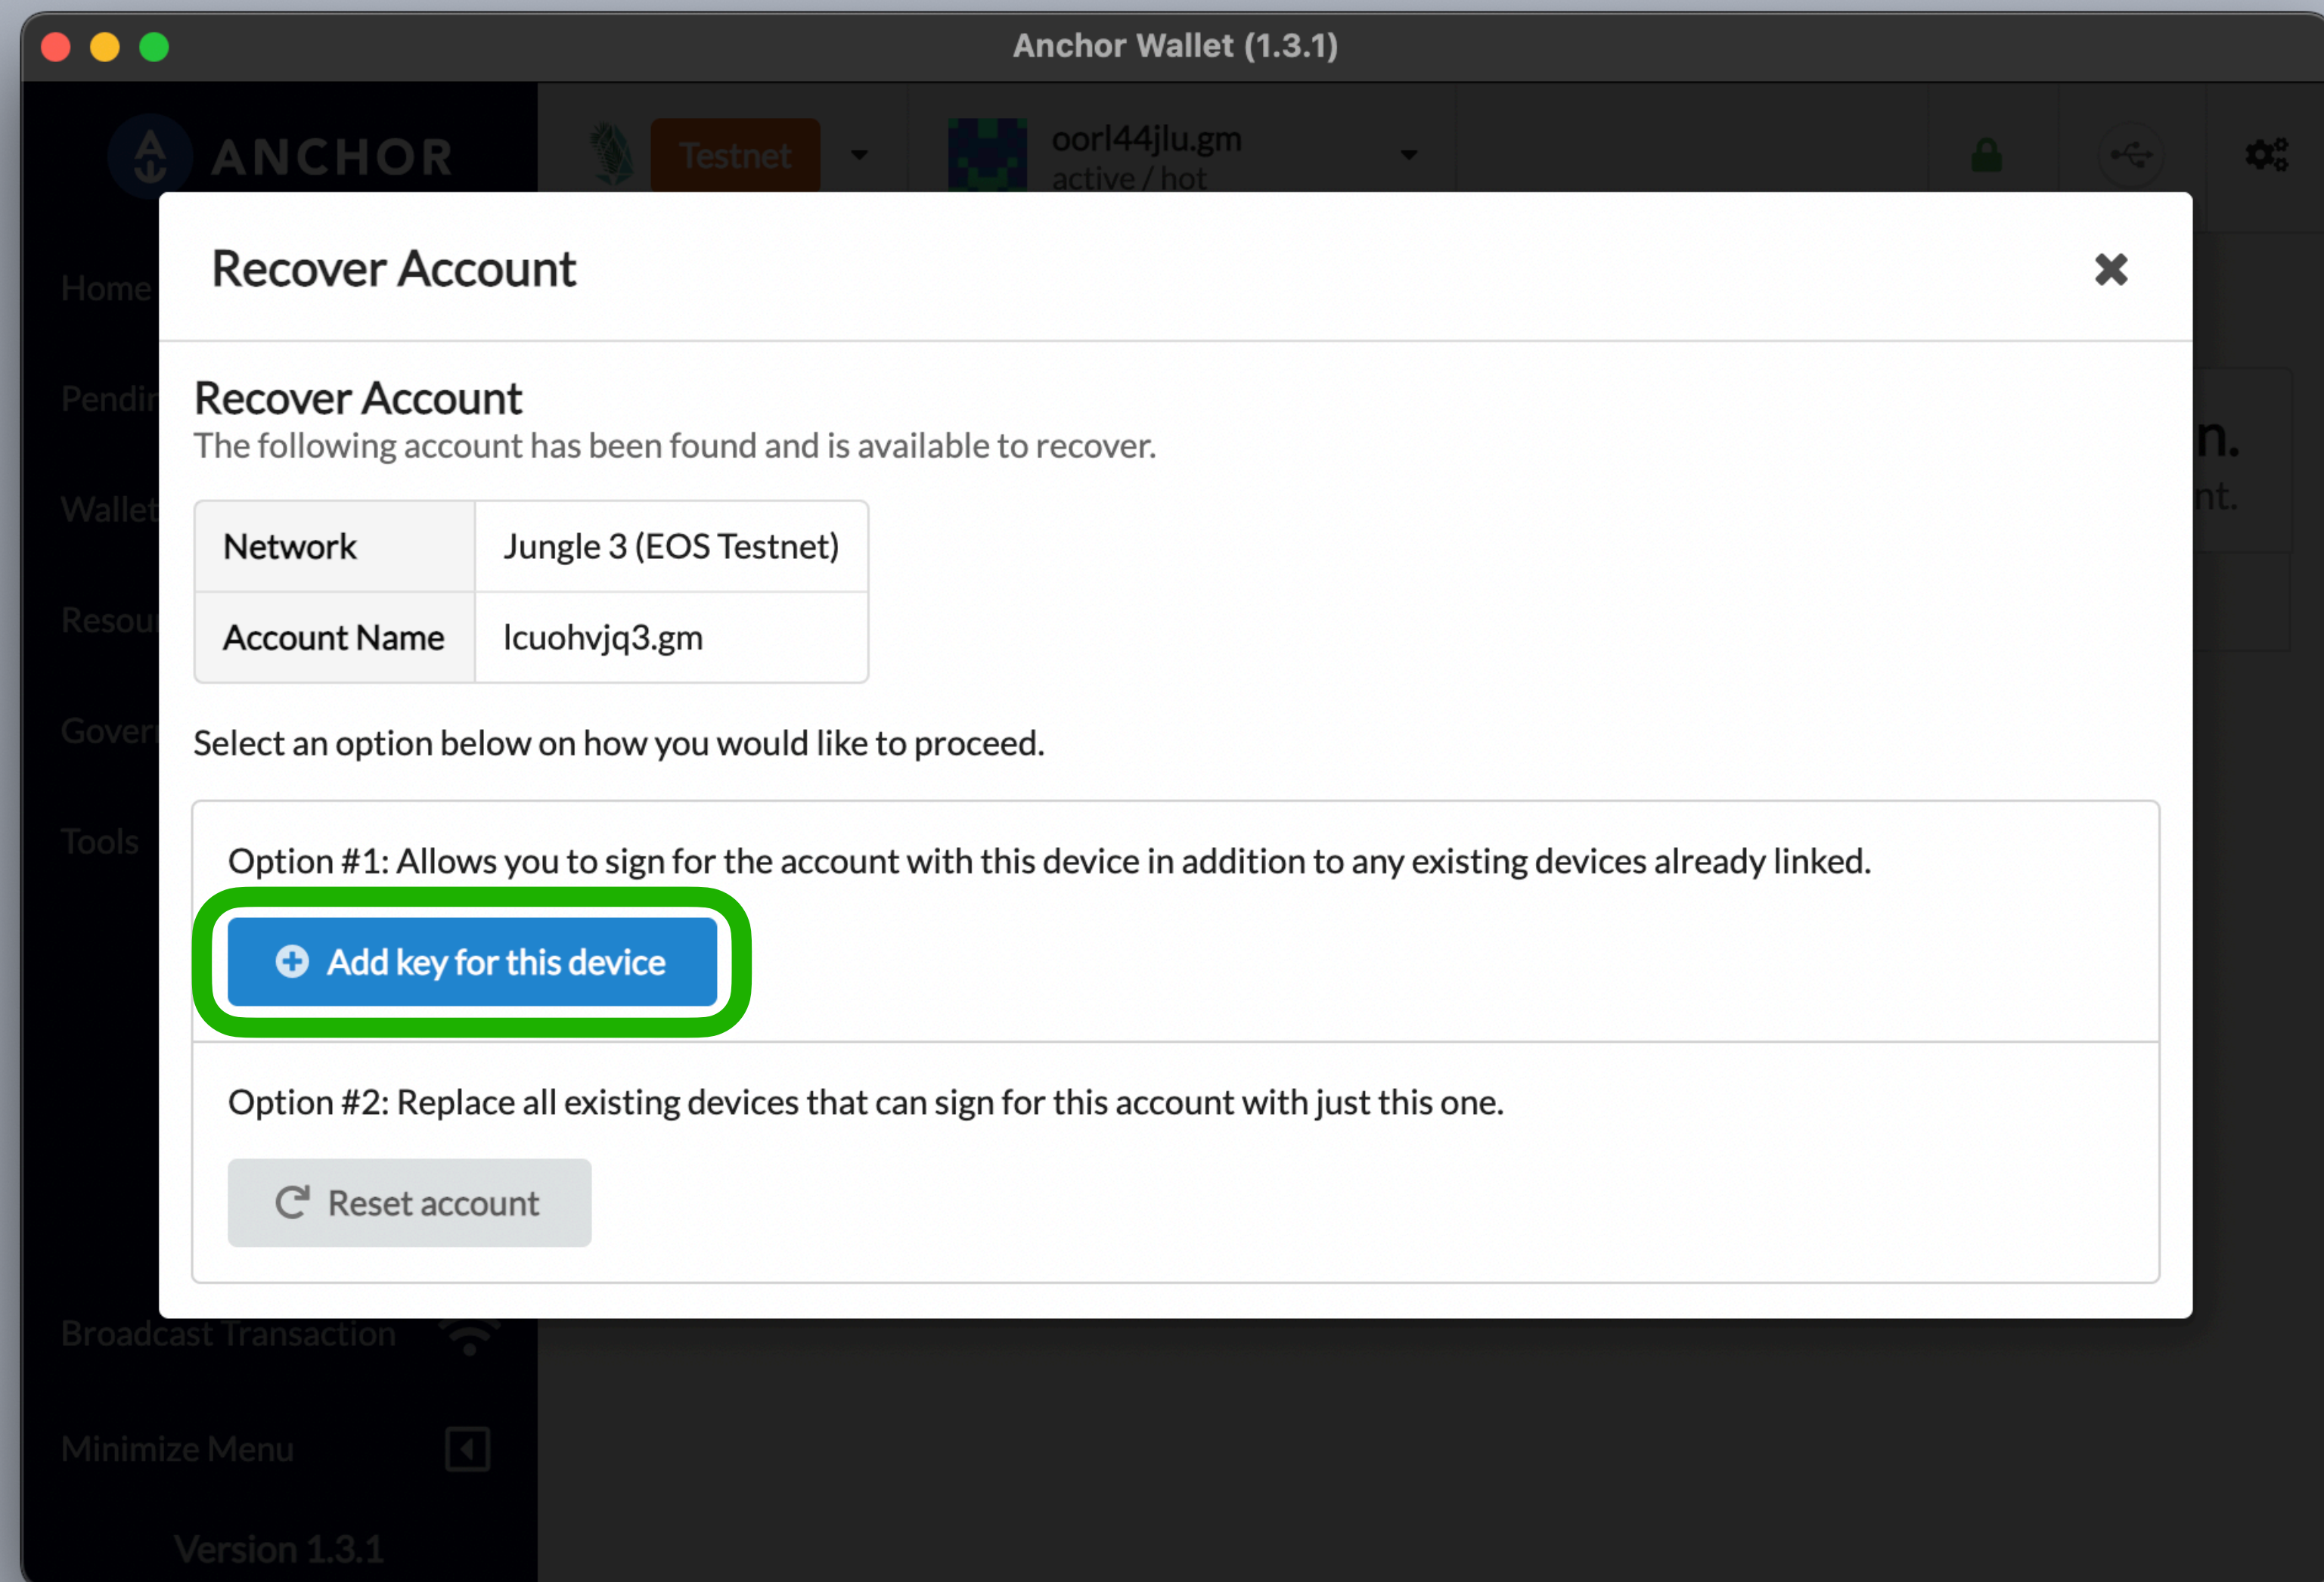 Anchor Wallet (1.3.1)
ANCHOR
Testnet
oorl44jlu.gm
active / hot
Recover Account
Home
Recover Account
The following account has been found and is available to recover.
n.
nt.
Wallet
Network
Jungle 3 (EOS Testnet)
Account Name
lcuohvjq3.gm
Select an option below on how you would like to proceed.
Tools
Option #1: Allows you to sign for the account with this device in addition to any existing devices already linked.
Add key for this device
Option #2: Replace all existing devices that can sign for this account with just this one.
Reset account
Broadcast Transaction
Minimize Menu
Version 1.3.1